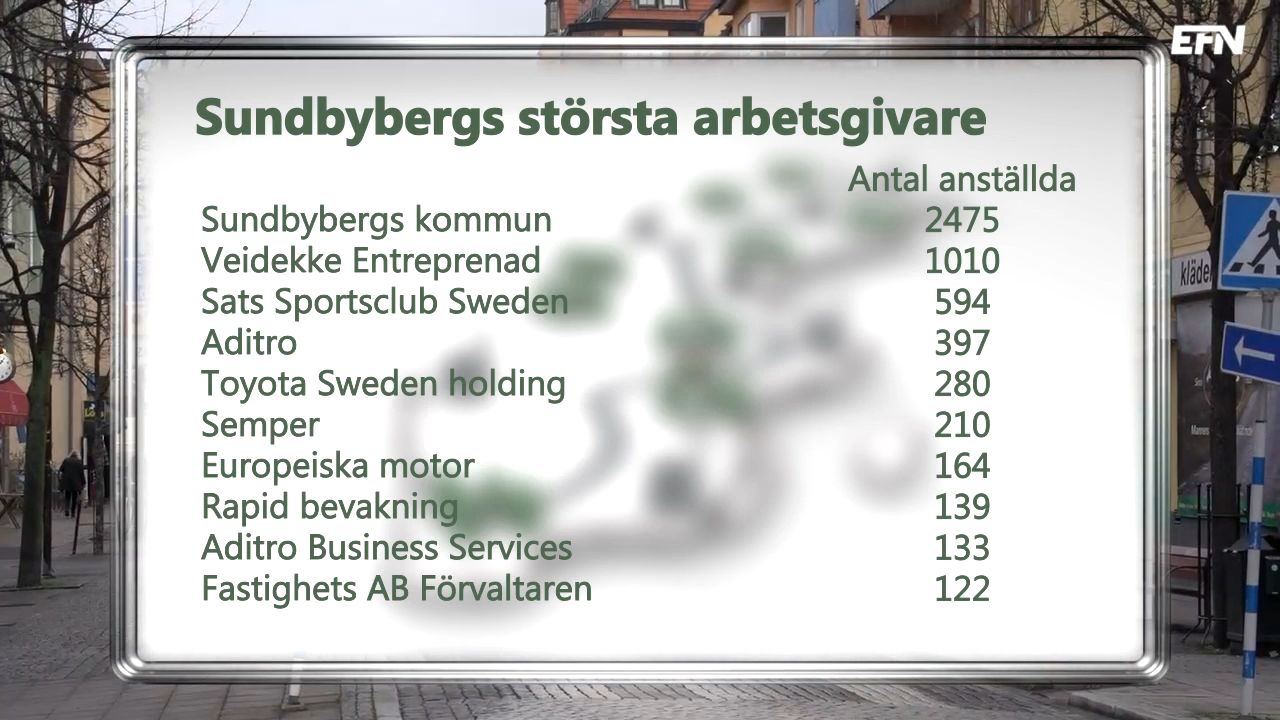 EFN
Sundbybergs största arbetsgivare
Antal anställda
Sundbybergs kommun 2475
Veidekke Entreprenad 1010
Sats Sportsclub Sweden 594
Aditro 397
Toyota Sweden holding 280
Semper 210
Europeiska motor 164
Rapid bevakning 139
Aditro Business Services 133
Fastighets AB Förvaltaren 122